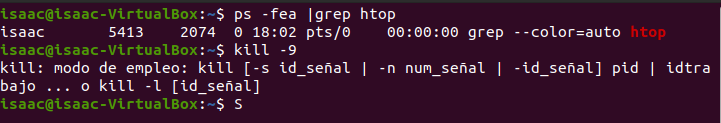 isaac@isaac-VirtualBox:~$ ps -fea |grep htop
isaac       5413    2074  0 18:02 pts/0    00:00:00 grep --color=auto htop
isaac@isaac-VirtualBox:~$ kill -9
kill: modo de empleo: kill [-s id_señal | -n num_señal | -id_señal] pid | idtra
bajo ... o kill -l [id_señal]
isaac@isaac-VirtualBox:~$ S